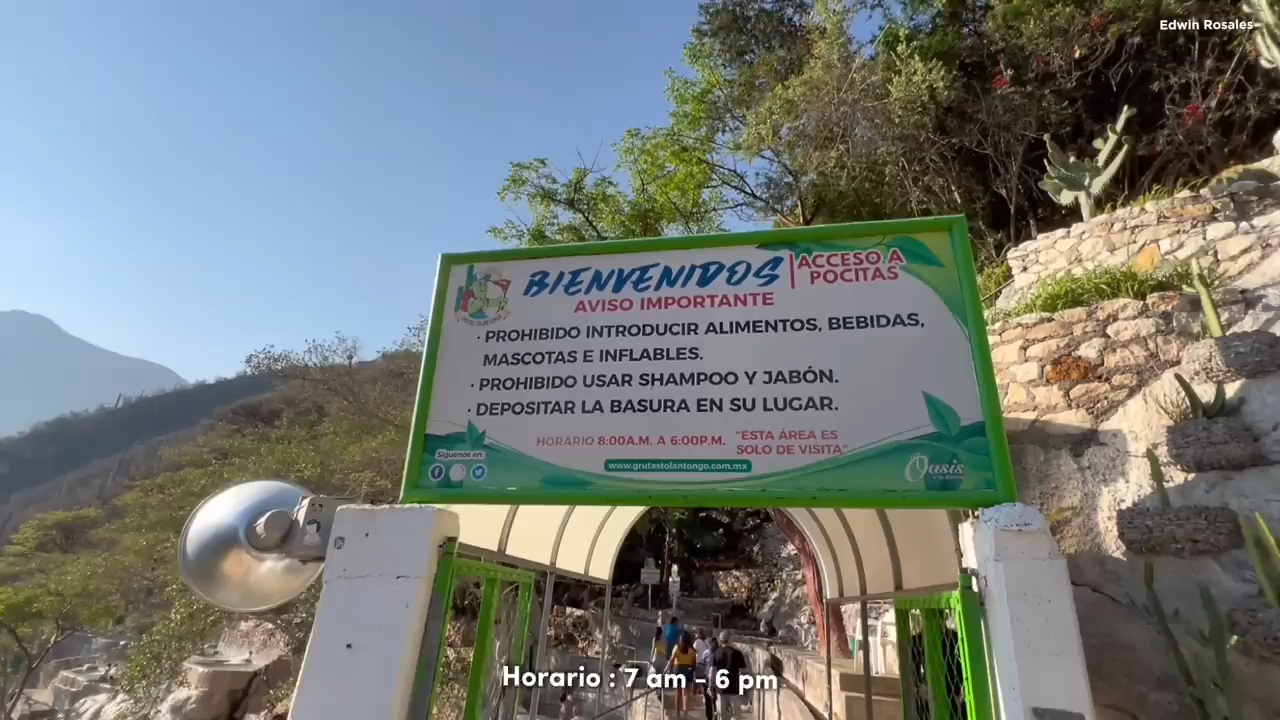 Edwin Rosales
BIENVENIDOS
ACCESO A
POCITAS
AVISO IMPORTANTE
· PROHIBIDO INTRODUCIR ALIMENTOS, BEBIDAS,
MASCOTAS E INFLABLES.
· PROHIBIDO USAR SHAMPOO Y JABÓN.
· DEPOSITAR LA BASURA EN SU LUGAR.
HORARIO 8:00A.M. A 6:00P.M.
"ESTA ÁREA ES
SOLO DE VISITA"
Síguenos en:
www.grutastolantongo.com.mx
Oasis
Horario : 7 am - 6 pm